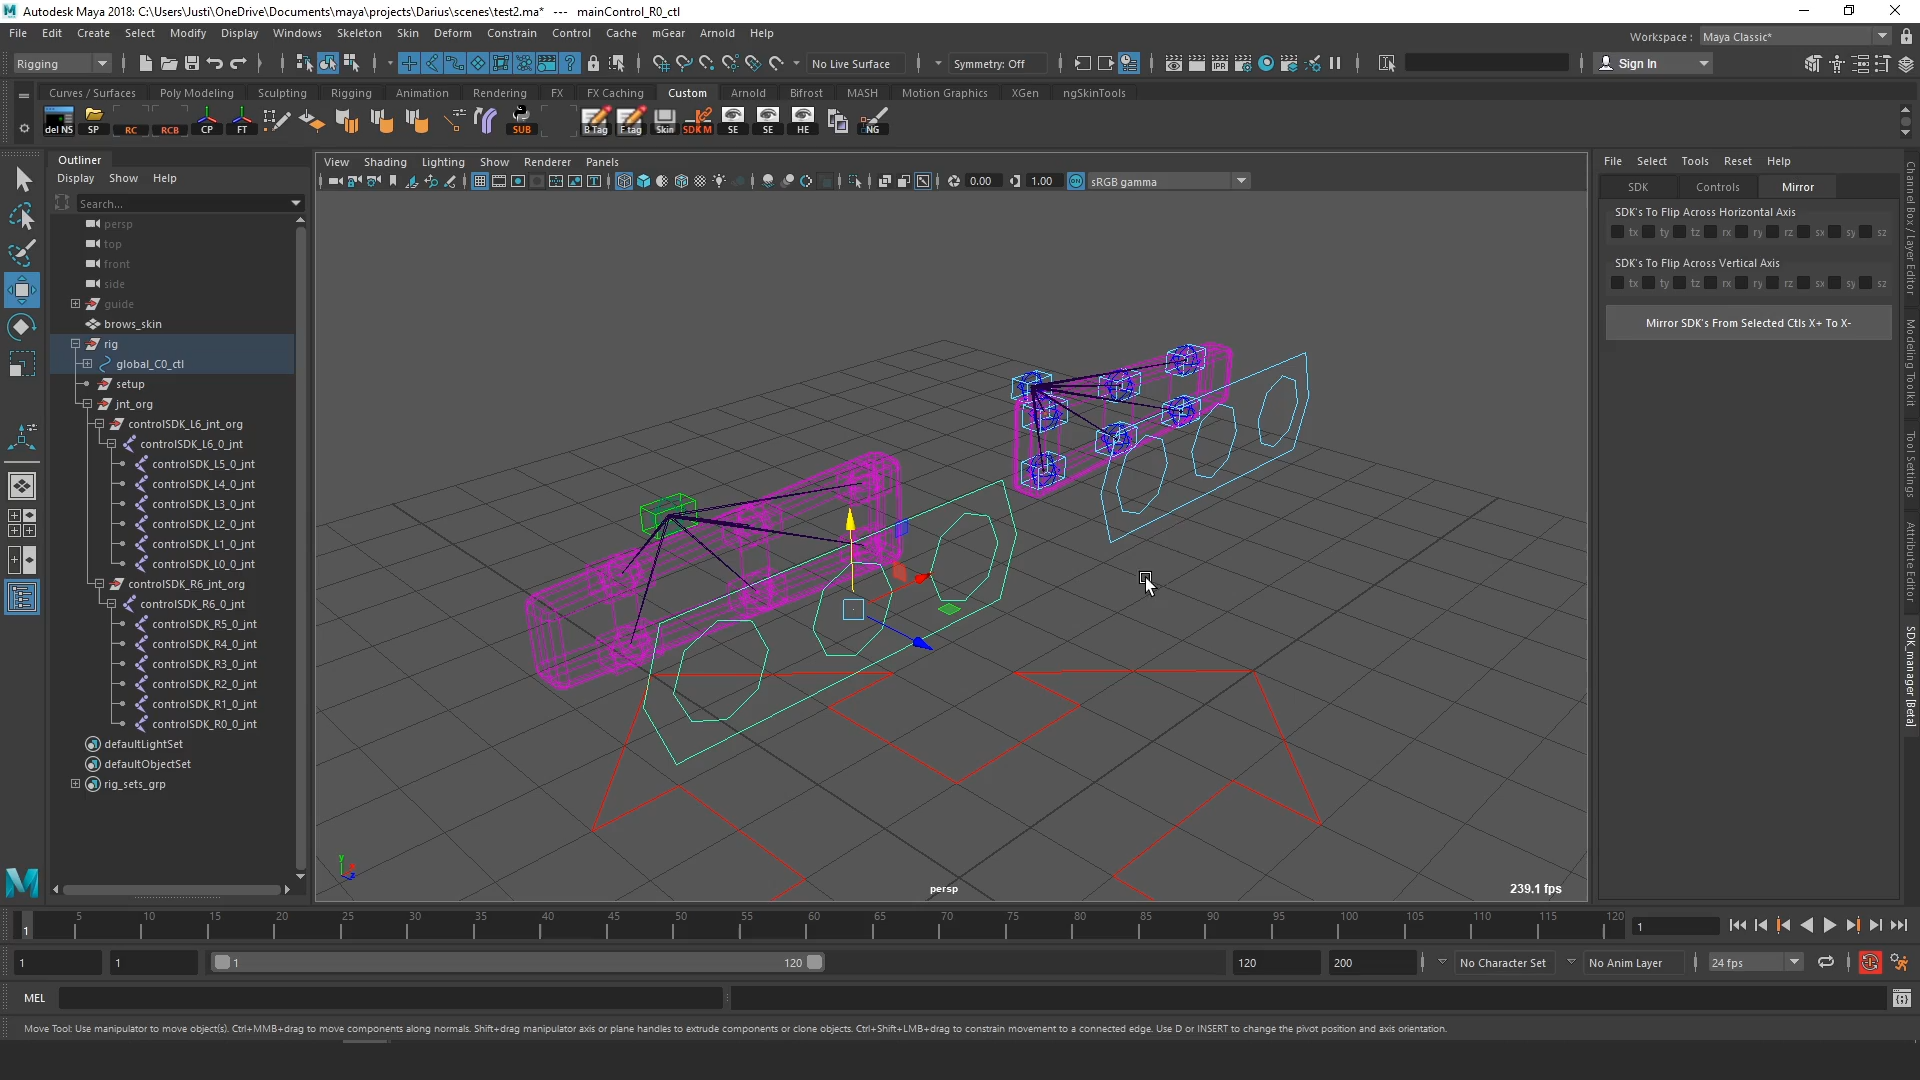 Autodesk Maya 2018: C:\Users\Justi\OneDrive\Documents\maya\projects\Darius\scenes\test2.ma* --- mainControl_R0_ctl
File Edit Create Select Modify Display Windows Skeleton Skin Deform Constrain Control Cache mGear Arnold Help
Workspace : Maya Classic*
Rigging
No Live Surface
Symmetry: Off
Sign In
Curves / Surfaces Poly Modeling Sculpting Rigging Animation Rendering FX FX Caching Custom Arnold Bifrost MASH Motion Graphics XGen ngSkinTools
del NS SP RC RCB CP FT SUB B Tag F tag Skin SDK M SE SE HE NG
Outliner
Display Show Help
Search...
persp
top
front
side
guide
brows_skin
rig
global_C0_ctl
setup
jnt_org
controlSDK_L6_jnt_org
controlSDK_L6_0_jnt
controlSDK_L5_0_jnt
controlSDK_L4_0_jnt
controlSDK_L3_0_jnt
controlSDK_L2_0_jnt
controlSDK_L1_0_jnt
controlSDK_L0_0_jnt
controlSDK_R6_jnt_org
controlSDK_R6_0_jnt
controlSDK_R5_0_jnt
controlSDK_R4_0_jnt
controlSDK_R3_0_jnt
controlSDK_R2_0_jnt
controlSDK_R1_0_jnt
controlSDK_R0_0_jnt
defaultLightSet
defaultObjectSet
rig_sets_grp
View Shading Lighting Show Renderer Panels
0.00 1.00 ON sRGB gamma
y
x
z
persp
239.1 fps
File Select Tools Reset Help
SDK Controls Mirror
SDK's To Flip Across Horizontal Axis
tx ty tz rx ry rz sx sy sz
SDK's To Flip Across Vertical Axis
tx ty tz rx ry rz sx sy sz
Mirror SDK's From Selected Ctls X+ To X-
Channel Box / Layer Editor
Modeling Toolkit
Tool Settings
Attribute Editor
SDK_manager [Beta]
1 5 10 15 20 25 30 35 40 45 50 55 60 65 70 75 80 85 90 95 100 105 110 115 120
1
1 1 1 120 120 200 No Character Set No Anim Layer 24 fps
MEL
Move Tool: Use manipulator to move object(s). Ctrl+MMB+drag to move components along normals. Shift+drag manipulator axis or plane handles to extrude components or clone objects. Ctrl+Shift+LMB+drag to constrain movement to a connected edge. Use D or INSERT to change the pivot position and axis orientation.